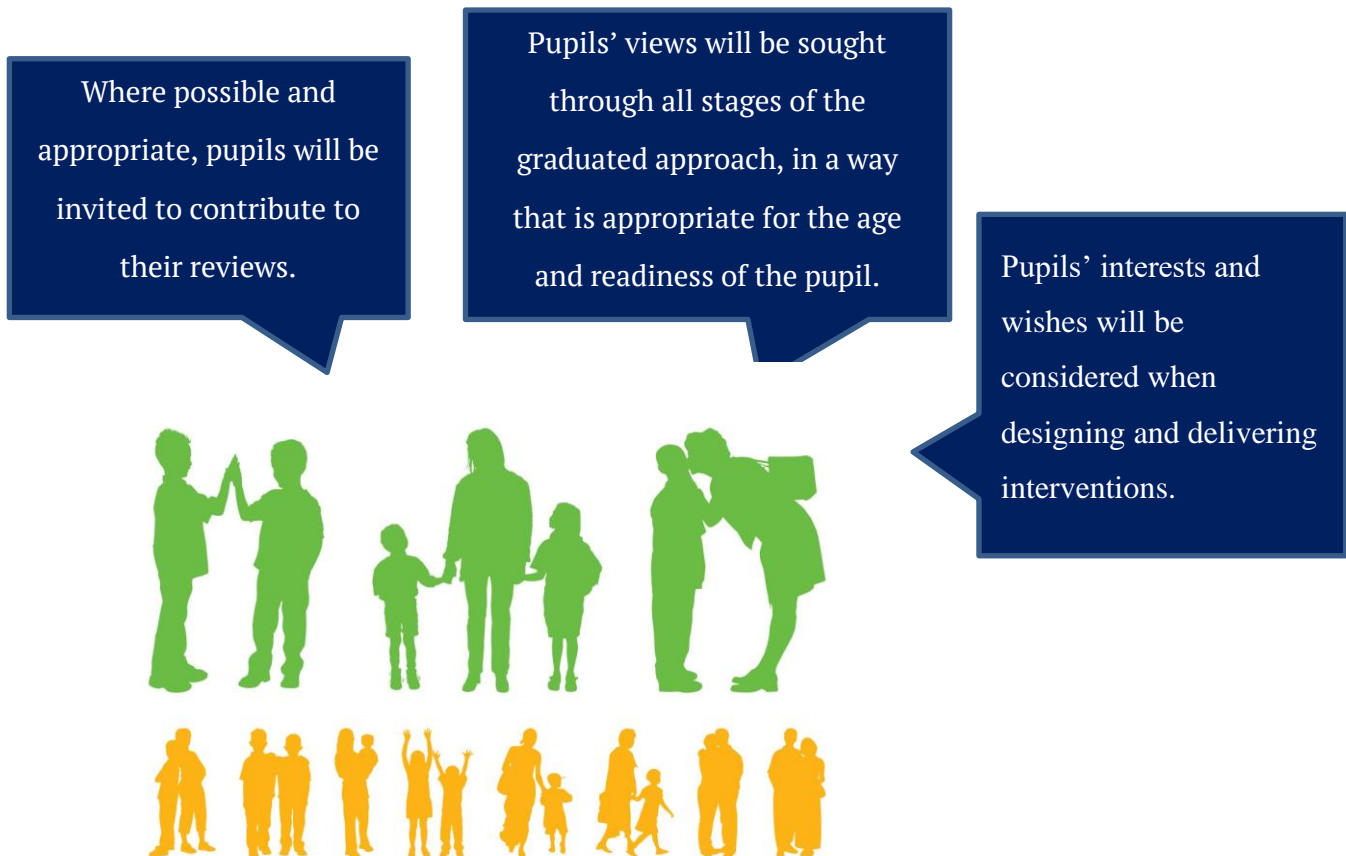 Where possible and
appropriate, pupils will be
invited to contribute to
their reviews.
Pupils’ views will be sought
through all stages of the
graduated approach, in a way
that is appropriate for the age
and readiness of the pupil.
Pupils’ interests and
wishes will be
considered when
designing and delivering
interventions.